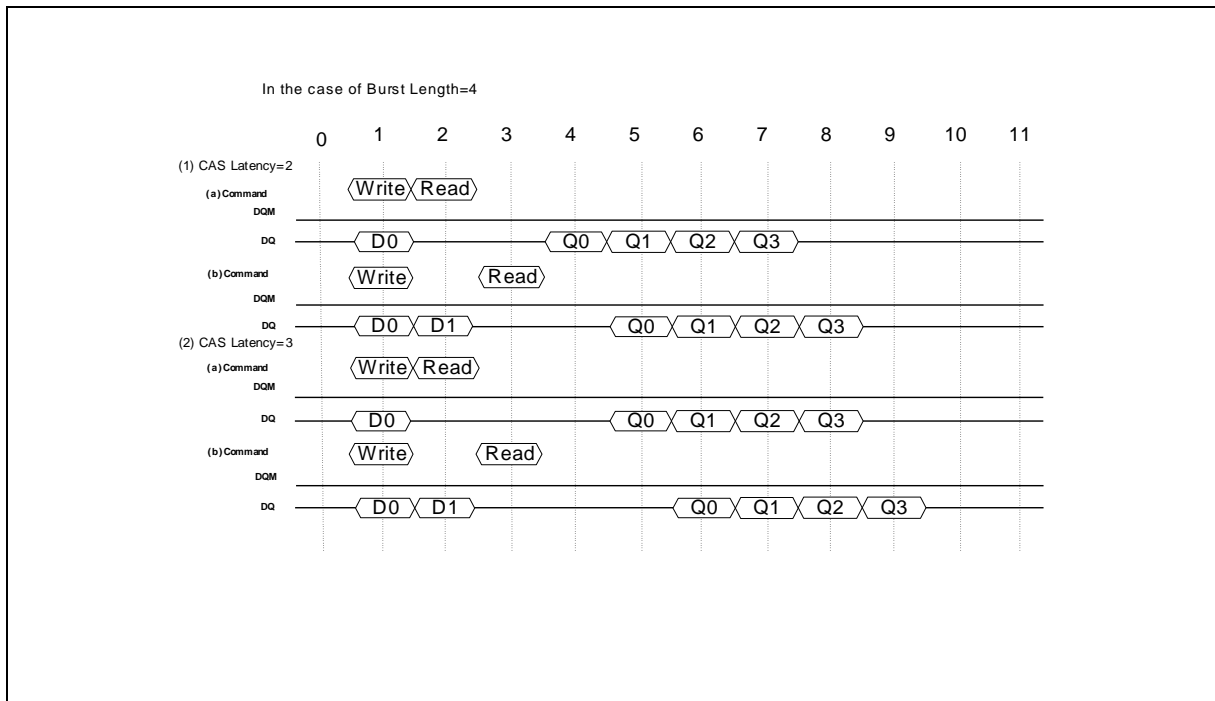 In the case of Burst Length=4
0 1 2 3 4 5 6 7 8 9 10 11
(1) CAS Latency=2
(a)Command Write Read
DQM
DQ D0 Q0 Q1 Q2 Q3
(b)Command Write Read
DQM
DQ D0 D1 Q0 Q1 Q2 Q3
(2) CAS Latency=3
(a)Command Write Read
DQM
DQ D0 Q0 Q1 Q2 Q3
(b)Command Write Read
DQM
DQ D0 D1 Q0 Q1 Q2 Q3